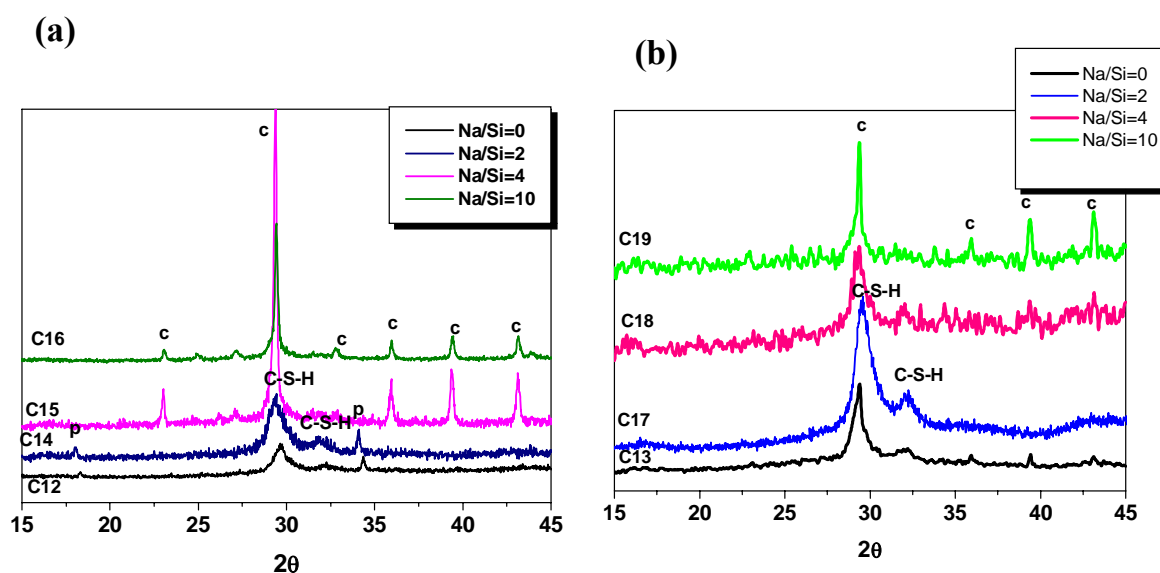 (a)
Na/Si=0
Na/Si=2
Na/Si=4
Na/Si=10
c
C16
c
c
c
c
c
C-S-H
C15
C-S-H
p
C14
p
C12
15
20
25
30
35
40
45
2θ
(b)
Na/Si=0
Na/Si=2
Na/Si=4
Na/Si=10
c
c
c
c
C19
C-S-H
C18
C-S-H
C17
C13
15
20
25
30
35
40
45
2θ